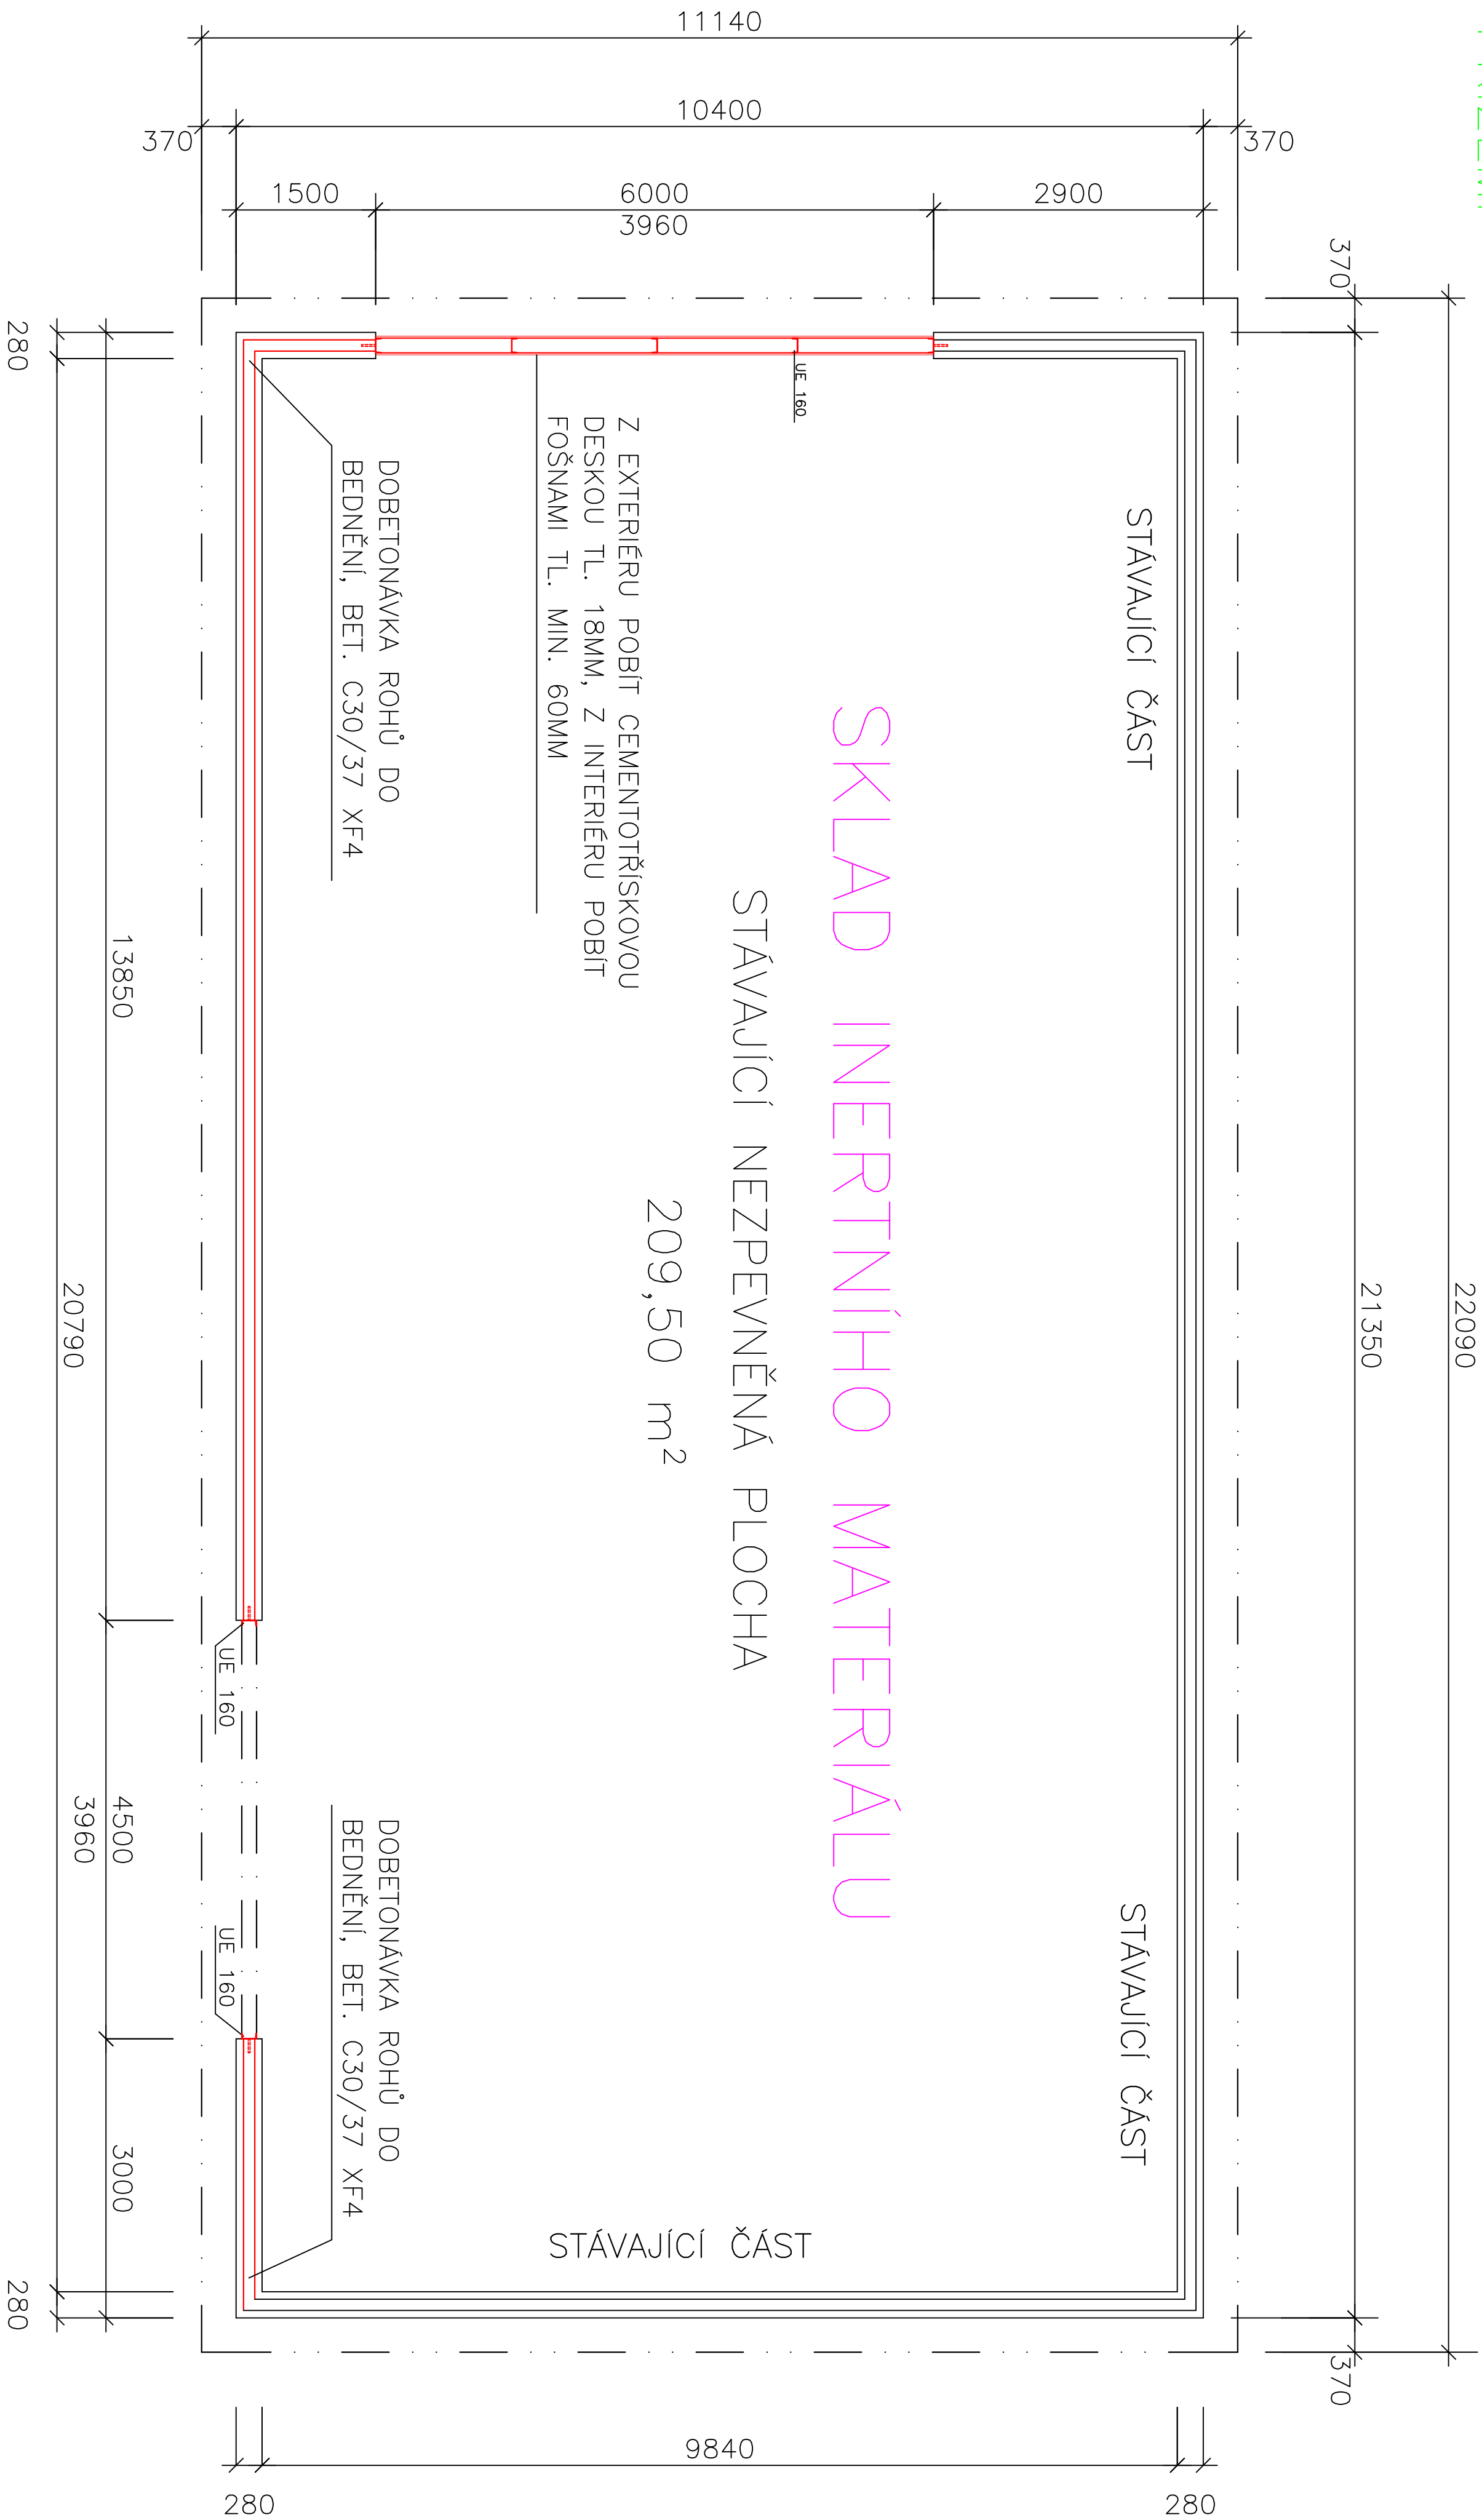 11140
10400
370
370
1500
6000
3960
2900
370
22090
21350
370
STÁVAJÍCÍ ČÁST
STÁVAJÍCÍ ČÁST
STÁVAJÍCÍ ČÁST
SKLAD INERTNÍHO MATERIÁLU
STÁVAJÍCÍ NEZPEVNĚNÁ PLOCHA
209,50 m²
UE 160
Z EXTERIÉRU POBÍT CEMENTOTŘÍSKOVOU
DESKOU TL. 18MM, Z INTERIÉRU POBÍT
FOŠNAMI TL. MIN. 60MM
DOBETONÁVKA ROHŮ DO
BEDNĚNÍ, BET. C30/37 XF4
DOBETONÁVKA ROHŮ DO
BEDNĚNÍ, BET. C30/37 XF4
UE 160
UE 160
13850
4500
3960
3000
280
20790
280
9840
280
280